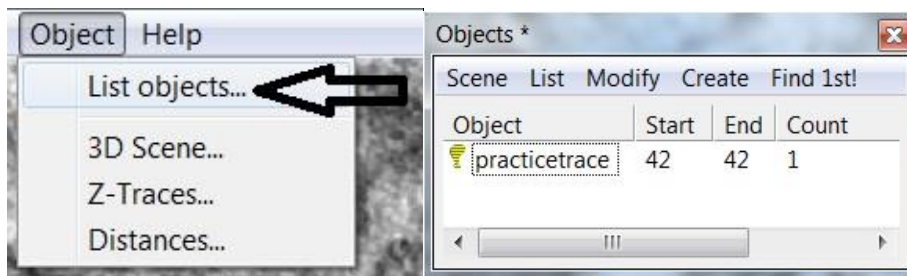 Object Help
List objects...
3D Scene...
Z-Traces...
Distances...
Objects *
Scene List Modify Create Find 1st!
Object Start End Count
practicetrace 42 42 1